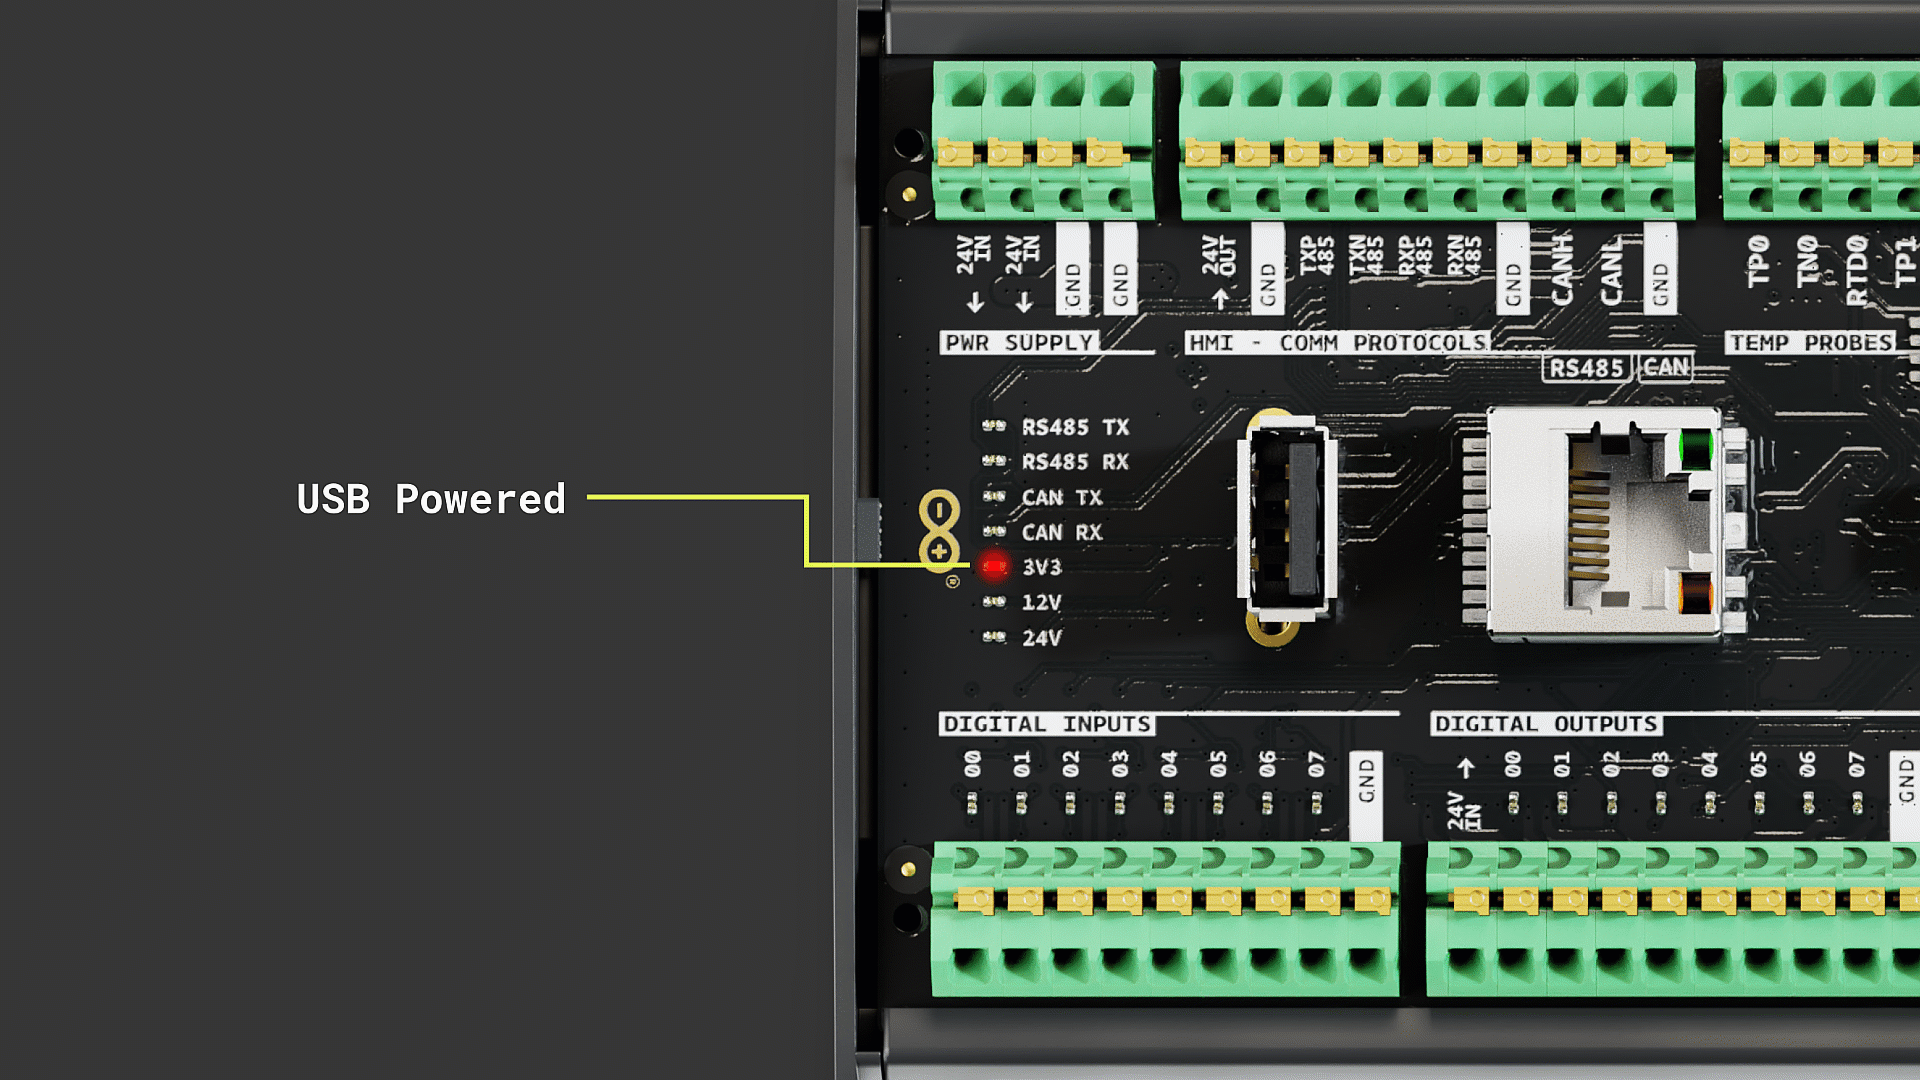 24V IN
24V IN
GND
GND
24V OUT
GND
TXP 485
TXN 485
RXP 485
RXN 485
GND
CANH
CANL
GND
TP0
TN0
RTD0
TP1
PWR SUPPLY
HMI - COMM PROTOCOLS
TEMP PROBES
RS485
CAN
RS485 TX
RS485 RX
CAN TX
CAN RX
3V3
12V
24V
USB Powered
DIGITAL INPUTS
00 01 02 03 04 05 06 07 GND
DIGITAL OUTPUTS
24V IN
00 01 02 03 04 05 06 07 GND